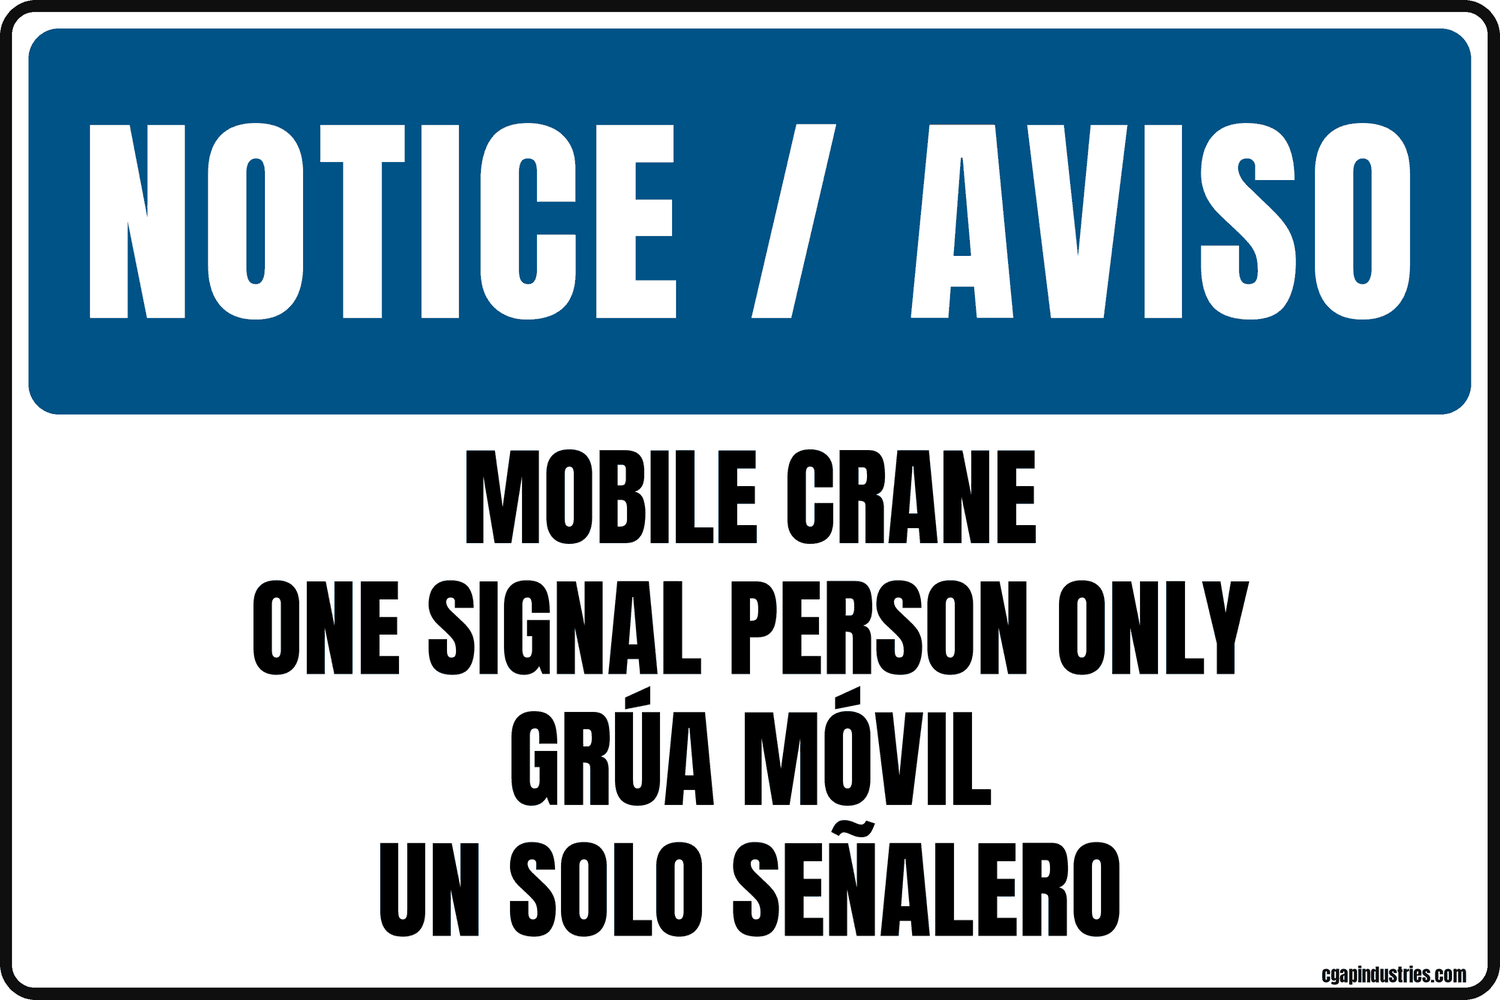 NOTICE / AVISO
MOBILE CRANE
ONE SIGNAL PERSON ONLY
GRÚA MÓVIL
UN SOLO SEÑALERO
cgapindustries.com